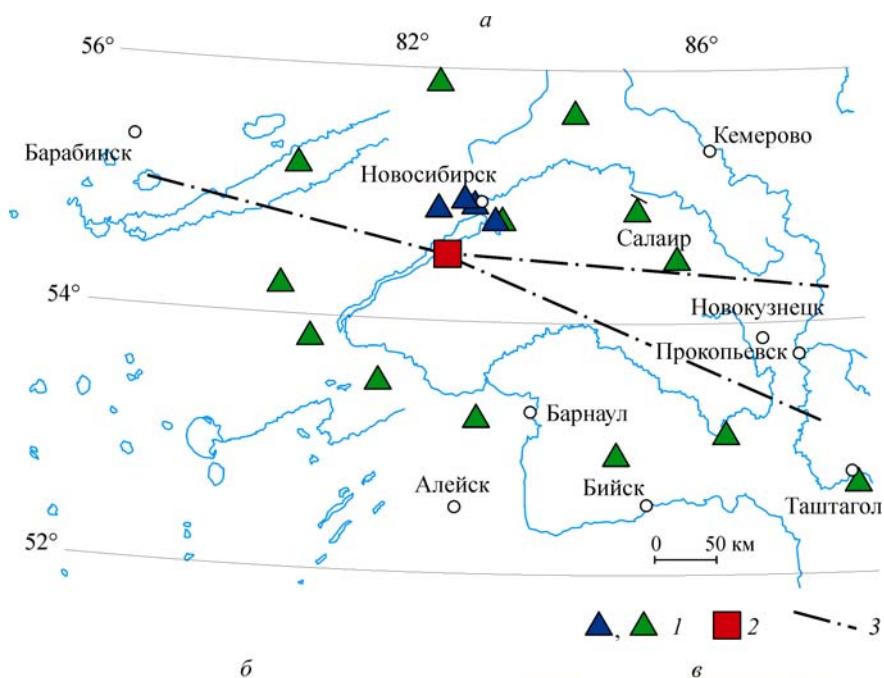 а
56°
82°
86°
Барабинск
Кемерово
Новосибирск
Салаир
54°
Новокузнецк
Прокопьевск
Барнаул
Алейск
Бийск
Таштагол
52°
0 50 км
, 1 2 3
б
в